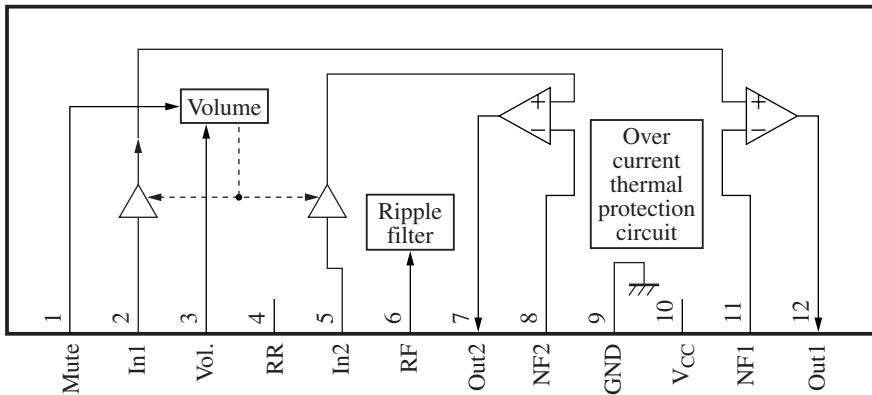 Volume
+
−
+
−
Over
current
thermal
protection
circuit
Ripple
filter
1
2
3
4
5
6
7
8
9
10
11
12
Mute
In1
Vol.
RR
In2
RF
Out2
NF2
GND
VCC
NF1
Out1